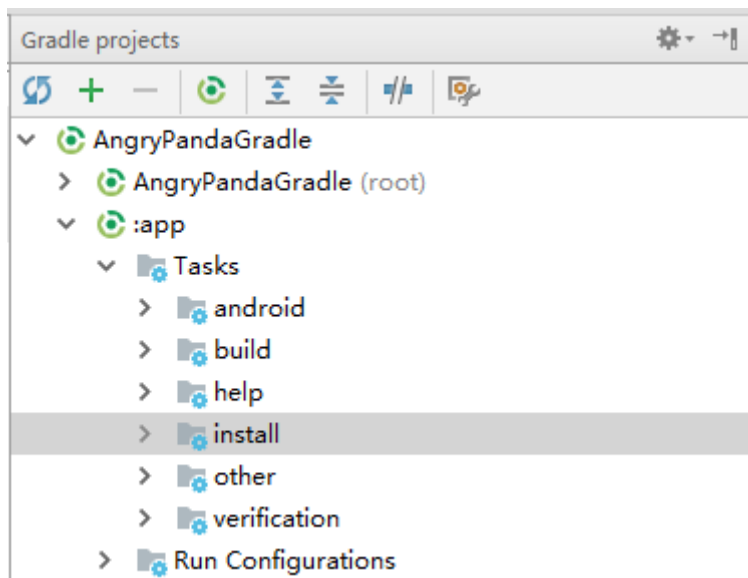 Gradle projects
AngryPandaGradle
AngryPandaGradle (root)
:app
Tasks
android
build
help
install
other
verification
Run Configurations